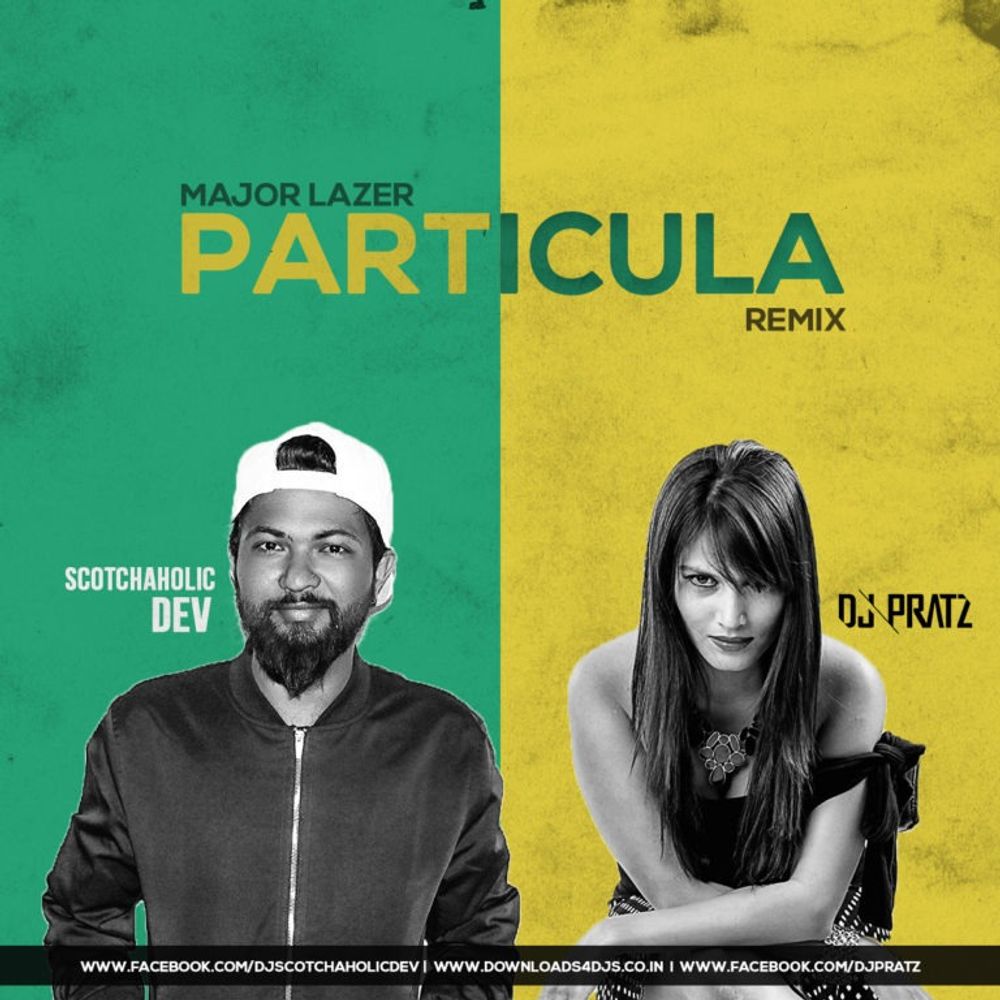 MAJOR LAZER
PARTICULA
REMIX
SCOTCHAHOLIC
DEV
DJ PRATZ
WWW.FACEBOOK.COM/DJSCOTCHAHOLICDEV | WWW.DOWNLOADS4DJS.CO.IN | WWW.FACEBOOK.COM/DJPRATZ